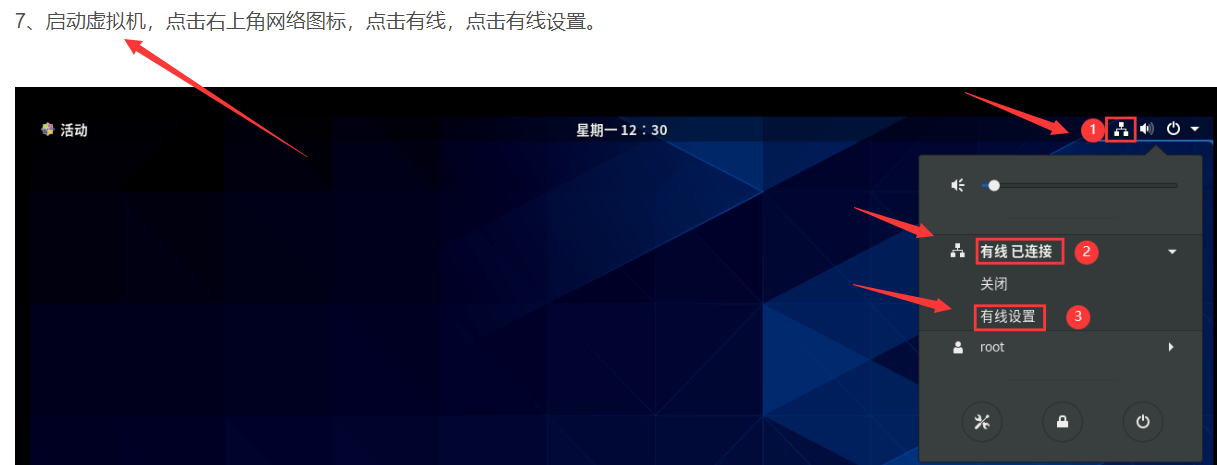 7、启动虚拟机，点击右上角网络图标，点击有线，点击有线设置。
活动
星期一 12：30
1
有线 已连接
2
关闭
有线设置
3
root